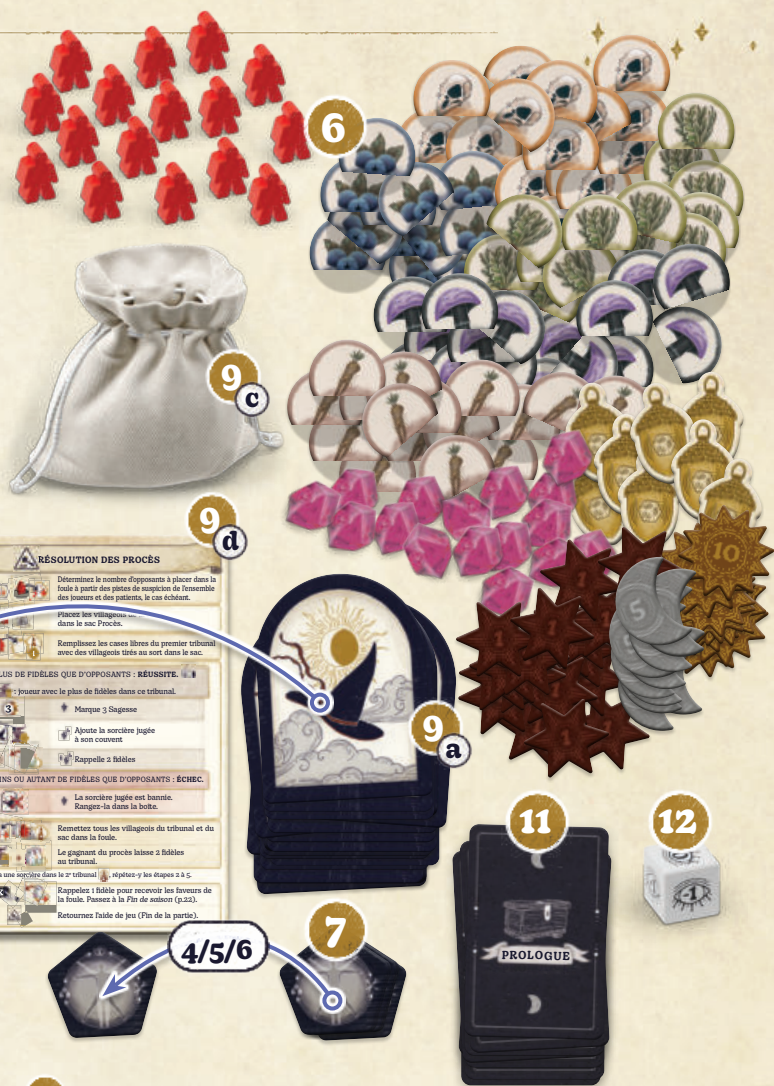 6
9
c
9
d
RÉSOLUTION DES PROCÈS
Déterminez le nombre d'opposants à placer dans la
foule à partir des pistes de suspicion de l'ensemble
des joueurs et des patients, le cas échéant.
Placez les villageois de
dans le sac Procès.
Remplissez les cases libres du premier tribunal
avec des villageois tirés au sort dans le sac.
LUS DE FIDÈLES QUE D'OPPOSANTS : RÉUSSITE.
: joueur avec le plus de fidèles dans ce tribunal.
3
Marque 3 Sagesse
Ajoute la sorcière jugée
à son couvent
Rappelle 2 fidèles
INS OU AUTANT DE FIDÈLES QUE D'OPPOSANTS : ÉCHEC.
La sorcière jugée est bannie.
Rangez-la dans la boîte.
Remettez tous les villageois du tribunal et du
sac dans la foule.
Le gagnant du procès laisse 2 fidèles
au tribunal.
a une sorcière dans le 2e tribunal, répétez-y les étapes 2 à 5.
Rappelez 1 fidèle pour recevoir les faveurs de
la foule. Passez à la Fin de saison (p.22).
Retournez l'aide de jeu (Fin de la partie).
9
a
10
5
1
1
1
1
1
1
11
PROLOGUE
12
-1
4/5/6
7